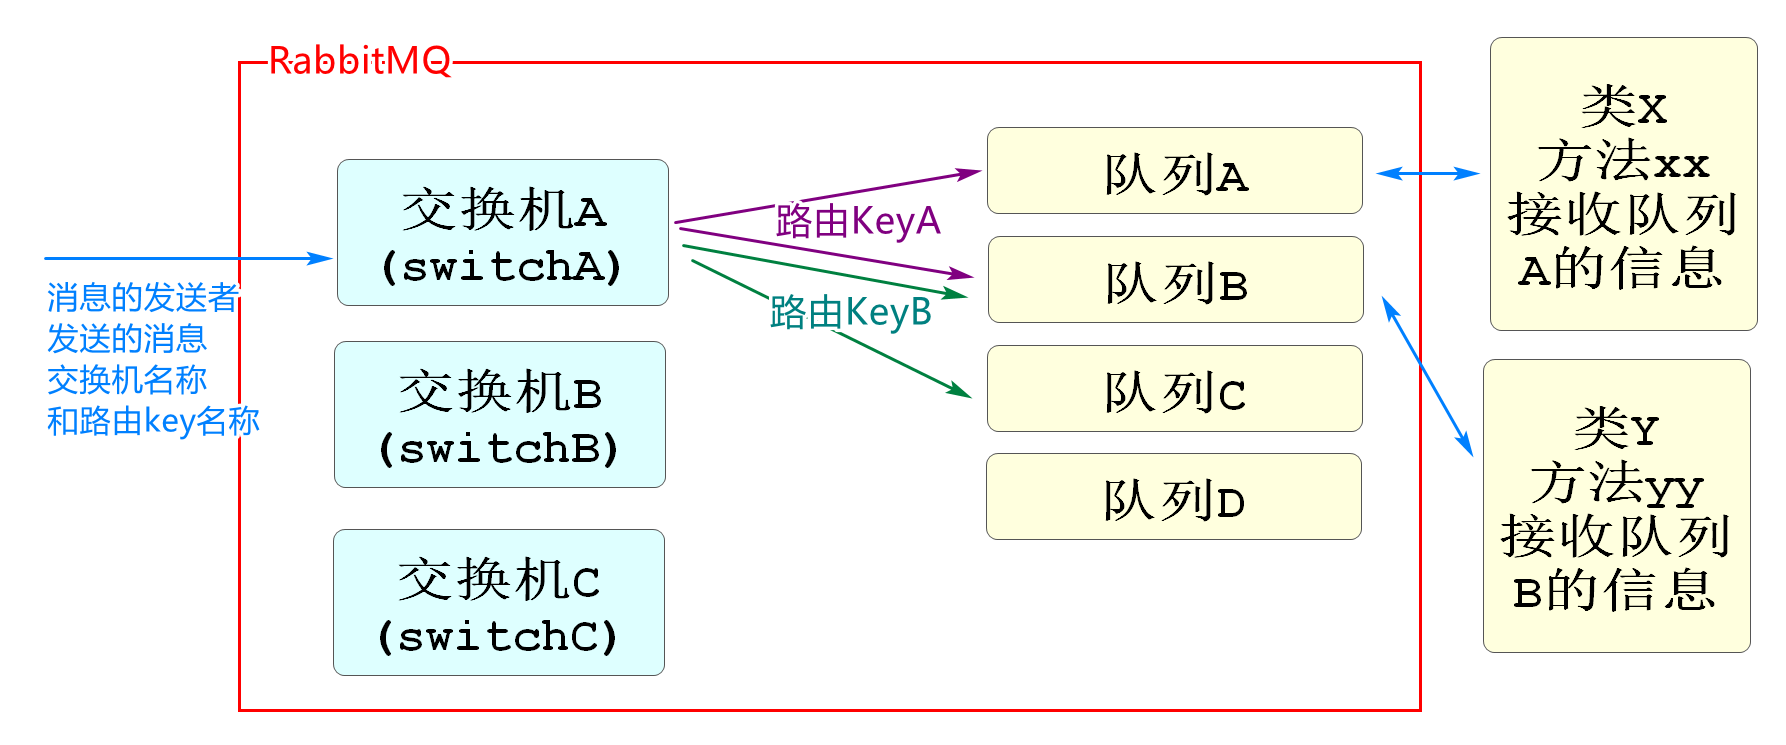 RabbitMQ
消息的发送者
发送的消息
交换机名称
和路由key名称
交换机A
(switchA)
交换机B
(switchB)
交换机C
(switchC)
路由KeyA
路由KeyB
队列A
队列B
队列C
队列D
类X
方法xx
接收队列
A的信息
类Y
方法yy
接收队列
B的信息